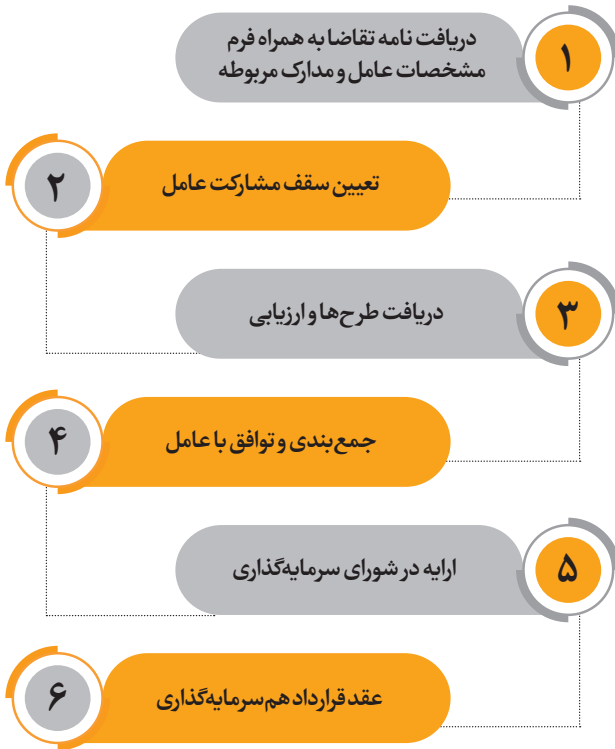 ۱
دریافت نامه تقاضا به همراه فرم
مشخصات عامل و مدارک مربوطه
۲
تعیین سقف مشارکت عامل
۳
دریافت طرح‌ها و ارزیابی
۴
جمع‌بندی و توافق با عامل
۵
ارایه در شورای سرمایه‌گذاری
۶
عقد قرارداد هم‌سرمایه‌گذاری